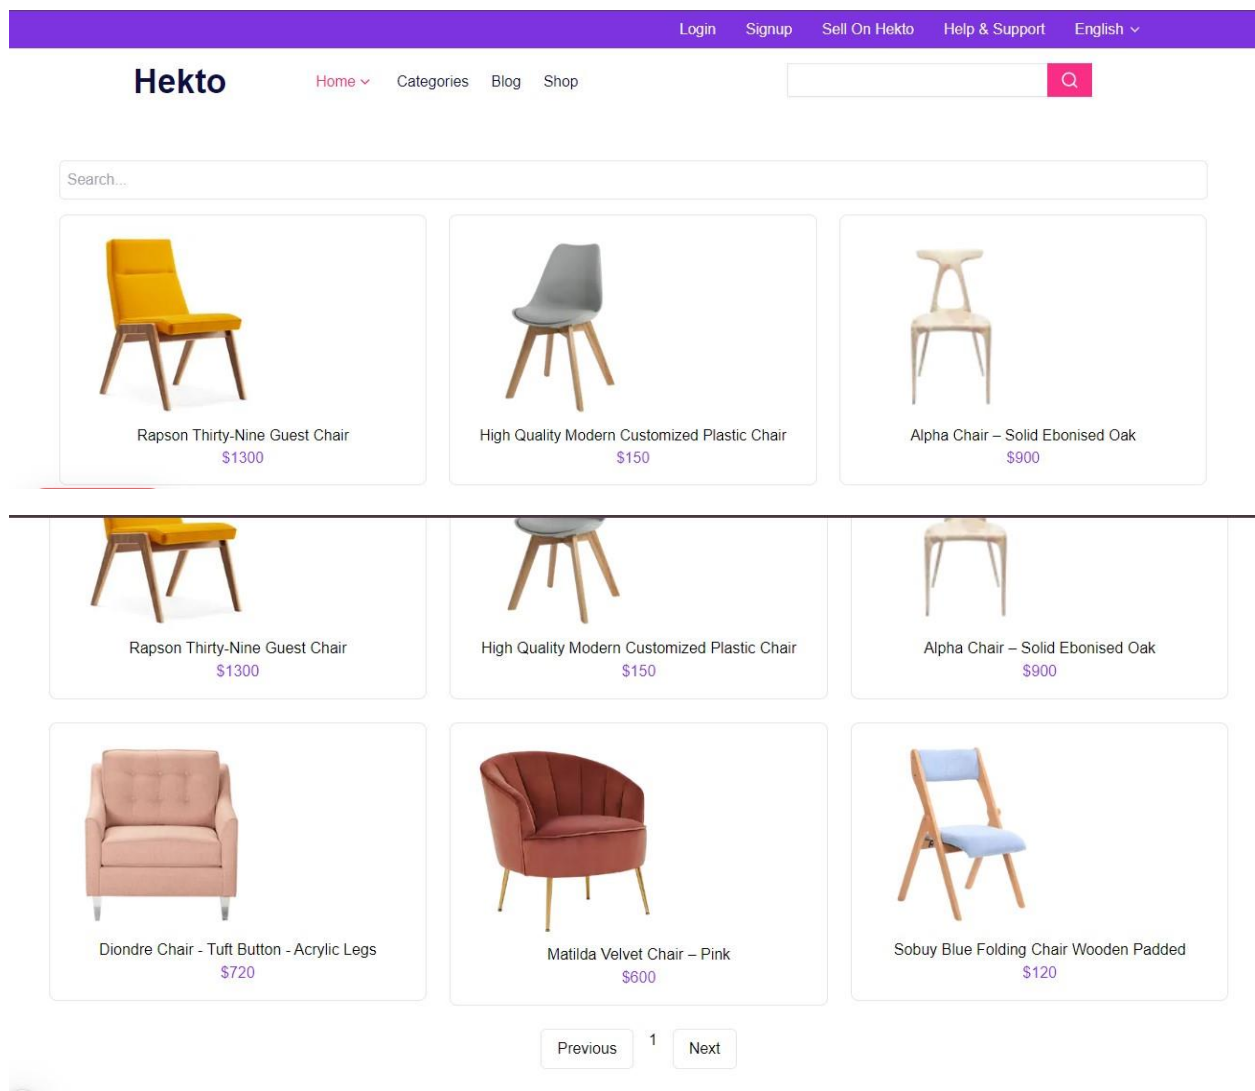 Login Signup Sell On Hekto Help & Support English
Hekto Home Categories Blog Shop
Search...
Rapson Thirty-Nine Guest Chair
$1300
High Quality Modern Customized Plastic Chair
$150
Alpha Chair – Solid Ebonised Oak
$900
Rapson Thirty-Nine Guest Chair
$1300
High Quality Modern Customized Plastic Chair
$150
Alpha Chair – Solid Ebonised Oak
$900
Diondre Chair - Tuft Button - Acrylic Legs
$720
Matilda Velvet Chair – Pink
$600
Sobuy Blue Folding Chair Wooden Padded
$120
Previous 1 Next